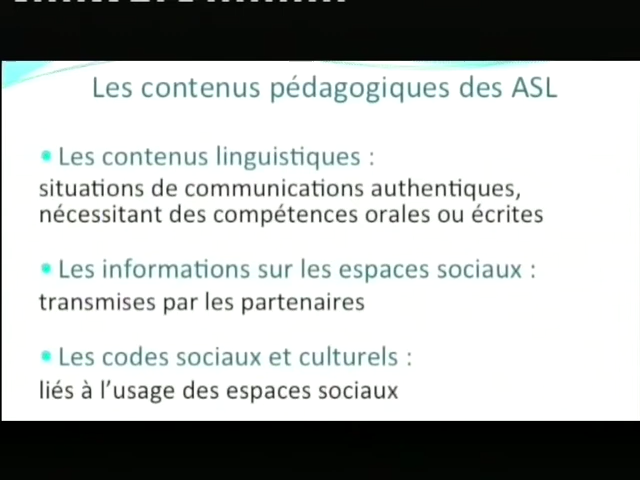 Les contenus pédagogiques des ASL
• Les contenus linguistiques :
situations de communications authentiques,
nécessitant des compétences orales ou écrites
• Les informations sur les espaces sociaux :
transmises par les partenaires
• Les codes sociaux et culturels :
liés à l’usage des espaces sociaux